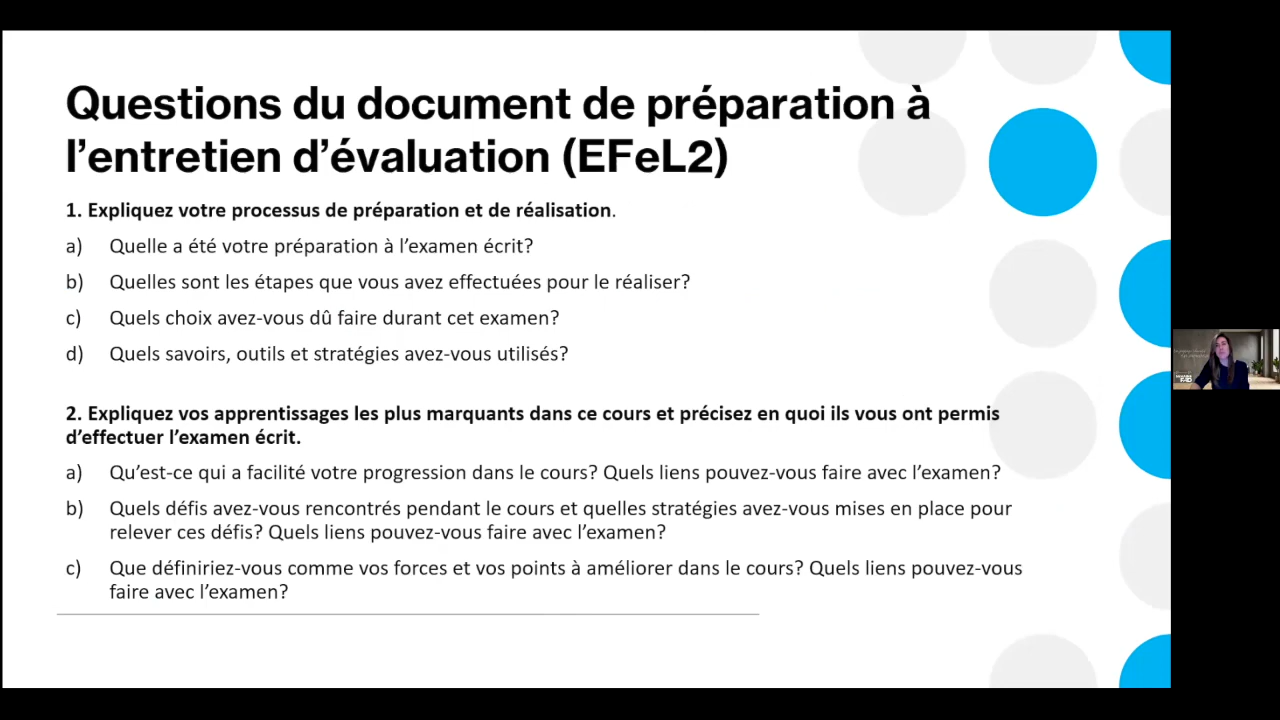 Questions du document de préparation à
l’entretien d’évaluation (EFeL2)
1. Expliquez votre processus de préparation et de réalisation.
a) Quelle a été votre préparation à l’examen écrit?
b) Quelles sont les étapes que vous avez effectuées pour le réaliser?
c) Quels choix avez-vous dû faire durant cet examen?
d) Quels savoirs, outils et stratégies avez-vous utilisés?
2. Expliquez vos apprentissages les plus marquants dans ce cours et précisez en quoi ils vous ont permis
d’effectuer l’examen écrit.
a) Qu’est-ce qui a facilité votre progression dans le cours? Quels liens pouvez-vous faire avec l’examen?
b) Quels défis avez-vous rencontrés pendant le cours et quelles stratégies avez-vous mises en place pour
relever ces défis? Quels liens pouvez-vous faire avec l’examen?
c) Que définiriez-vous comme vos forces et vos points à améliorer dans le cours? Quels liens pouvez-vous
faire avec l’examen?